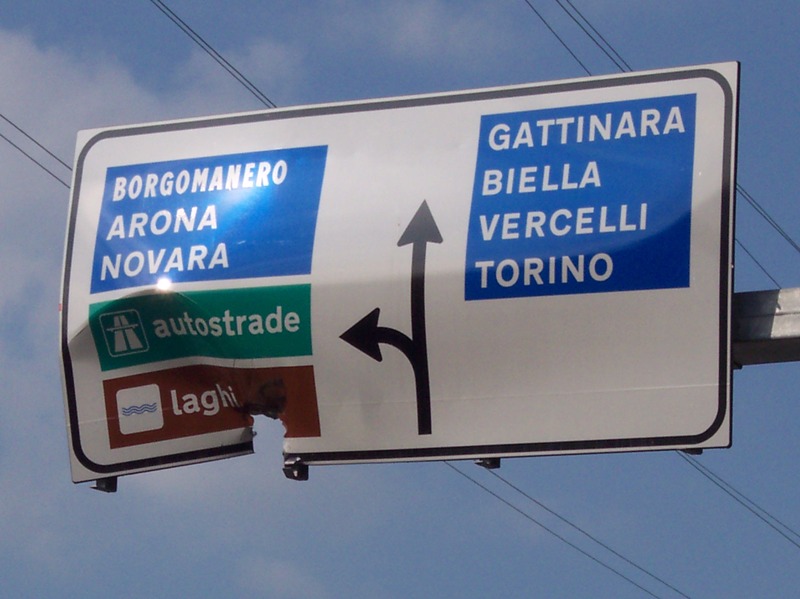 BORGOMANERO
ARONA
NOVARA
autostrade
laghi
GATTINARA
BIELLA
VERCELLI
TORINO